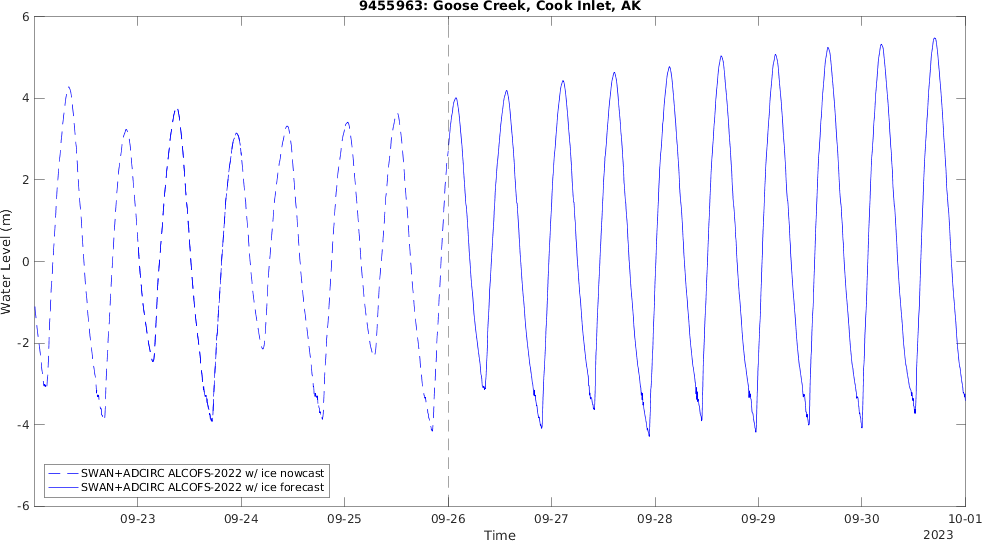 9455963: Goose Creek, Cook Inlet, AK
6
4
2
0
-2
-4
-6
Water Level (m)
SWAN+ADCIRC ALCOFS-2022 w/ ice nowcast
SWAN+ADCIRC ALCOFS-2022 w/ ice forecast
09-23 09-24 09-25 09-26 09-27 09-28 09-29 09-30 10-01
Time
2023